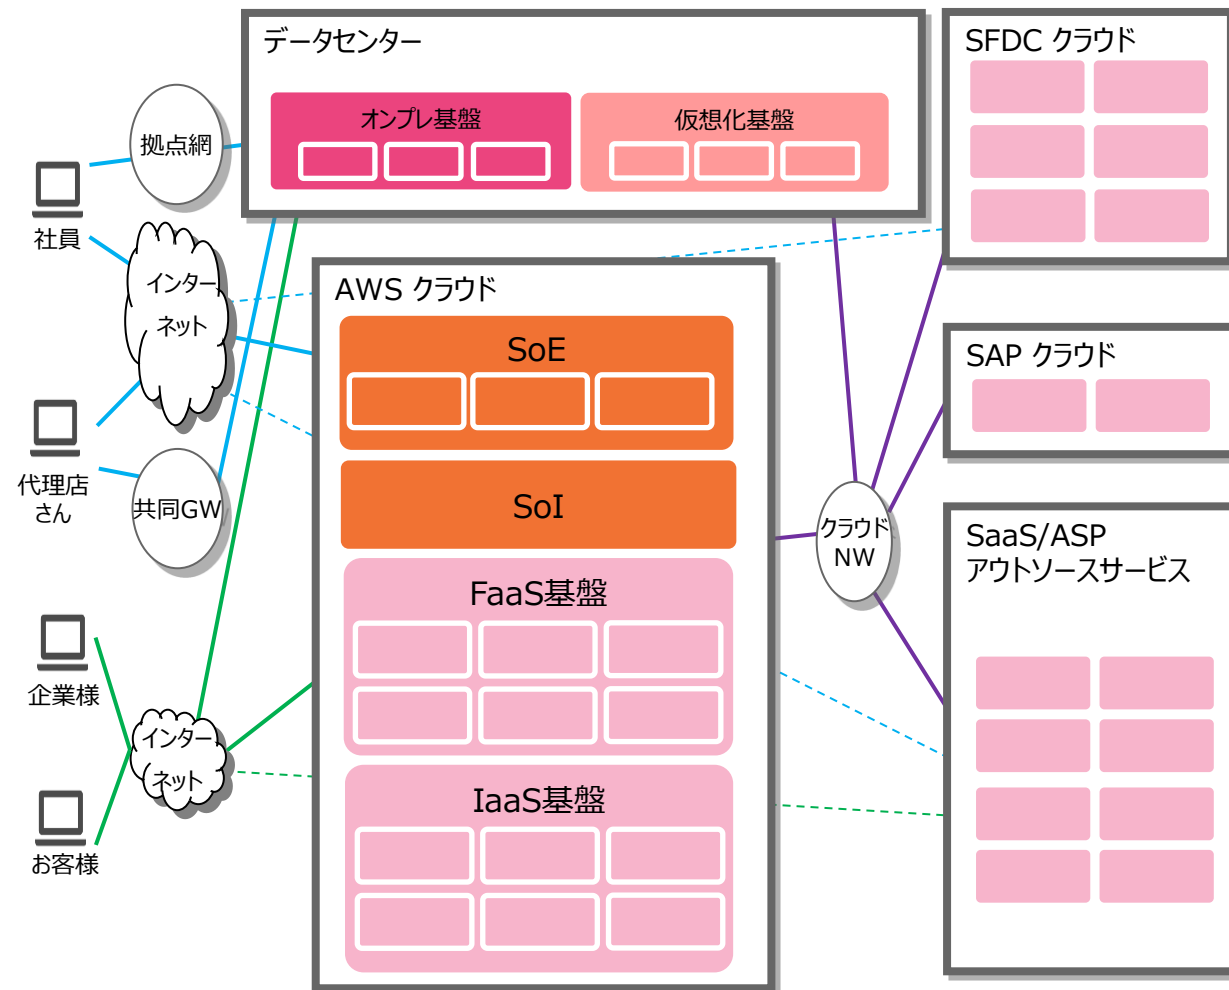 データセンター
オンプレ基盤
仮想化基盤
SFDC クラウド
拠点網
社員
インター
ネット
AWS クラウド
SoE
SoI
FaaS基盤
IaaS基盤
SAP クラウド
代理店
さん
共同GW
クラウド
NW
SaaS/ASP
アウトソースサービス
企業様
インター
ネット
お客様